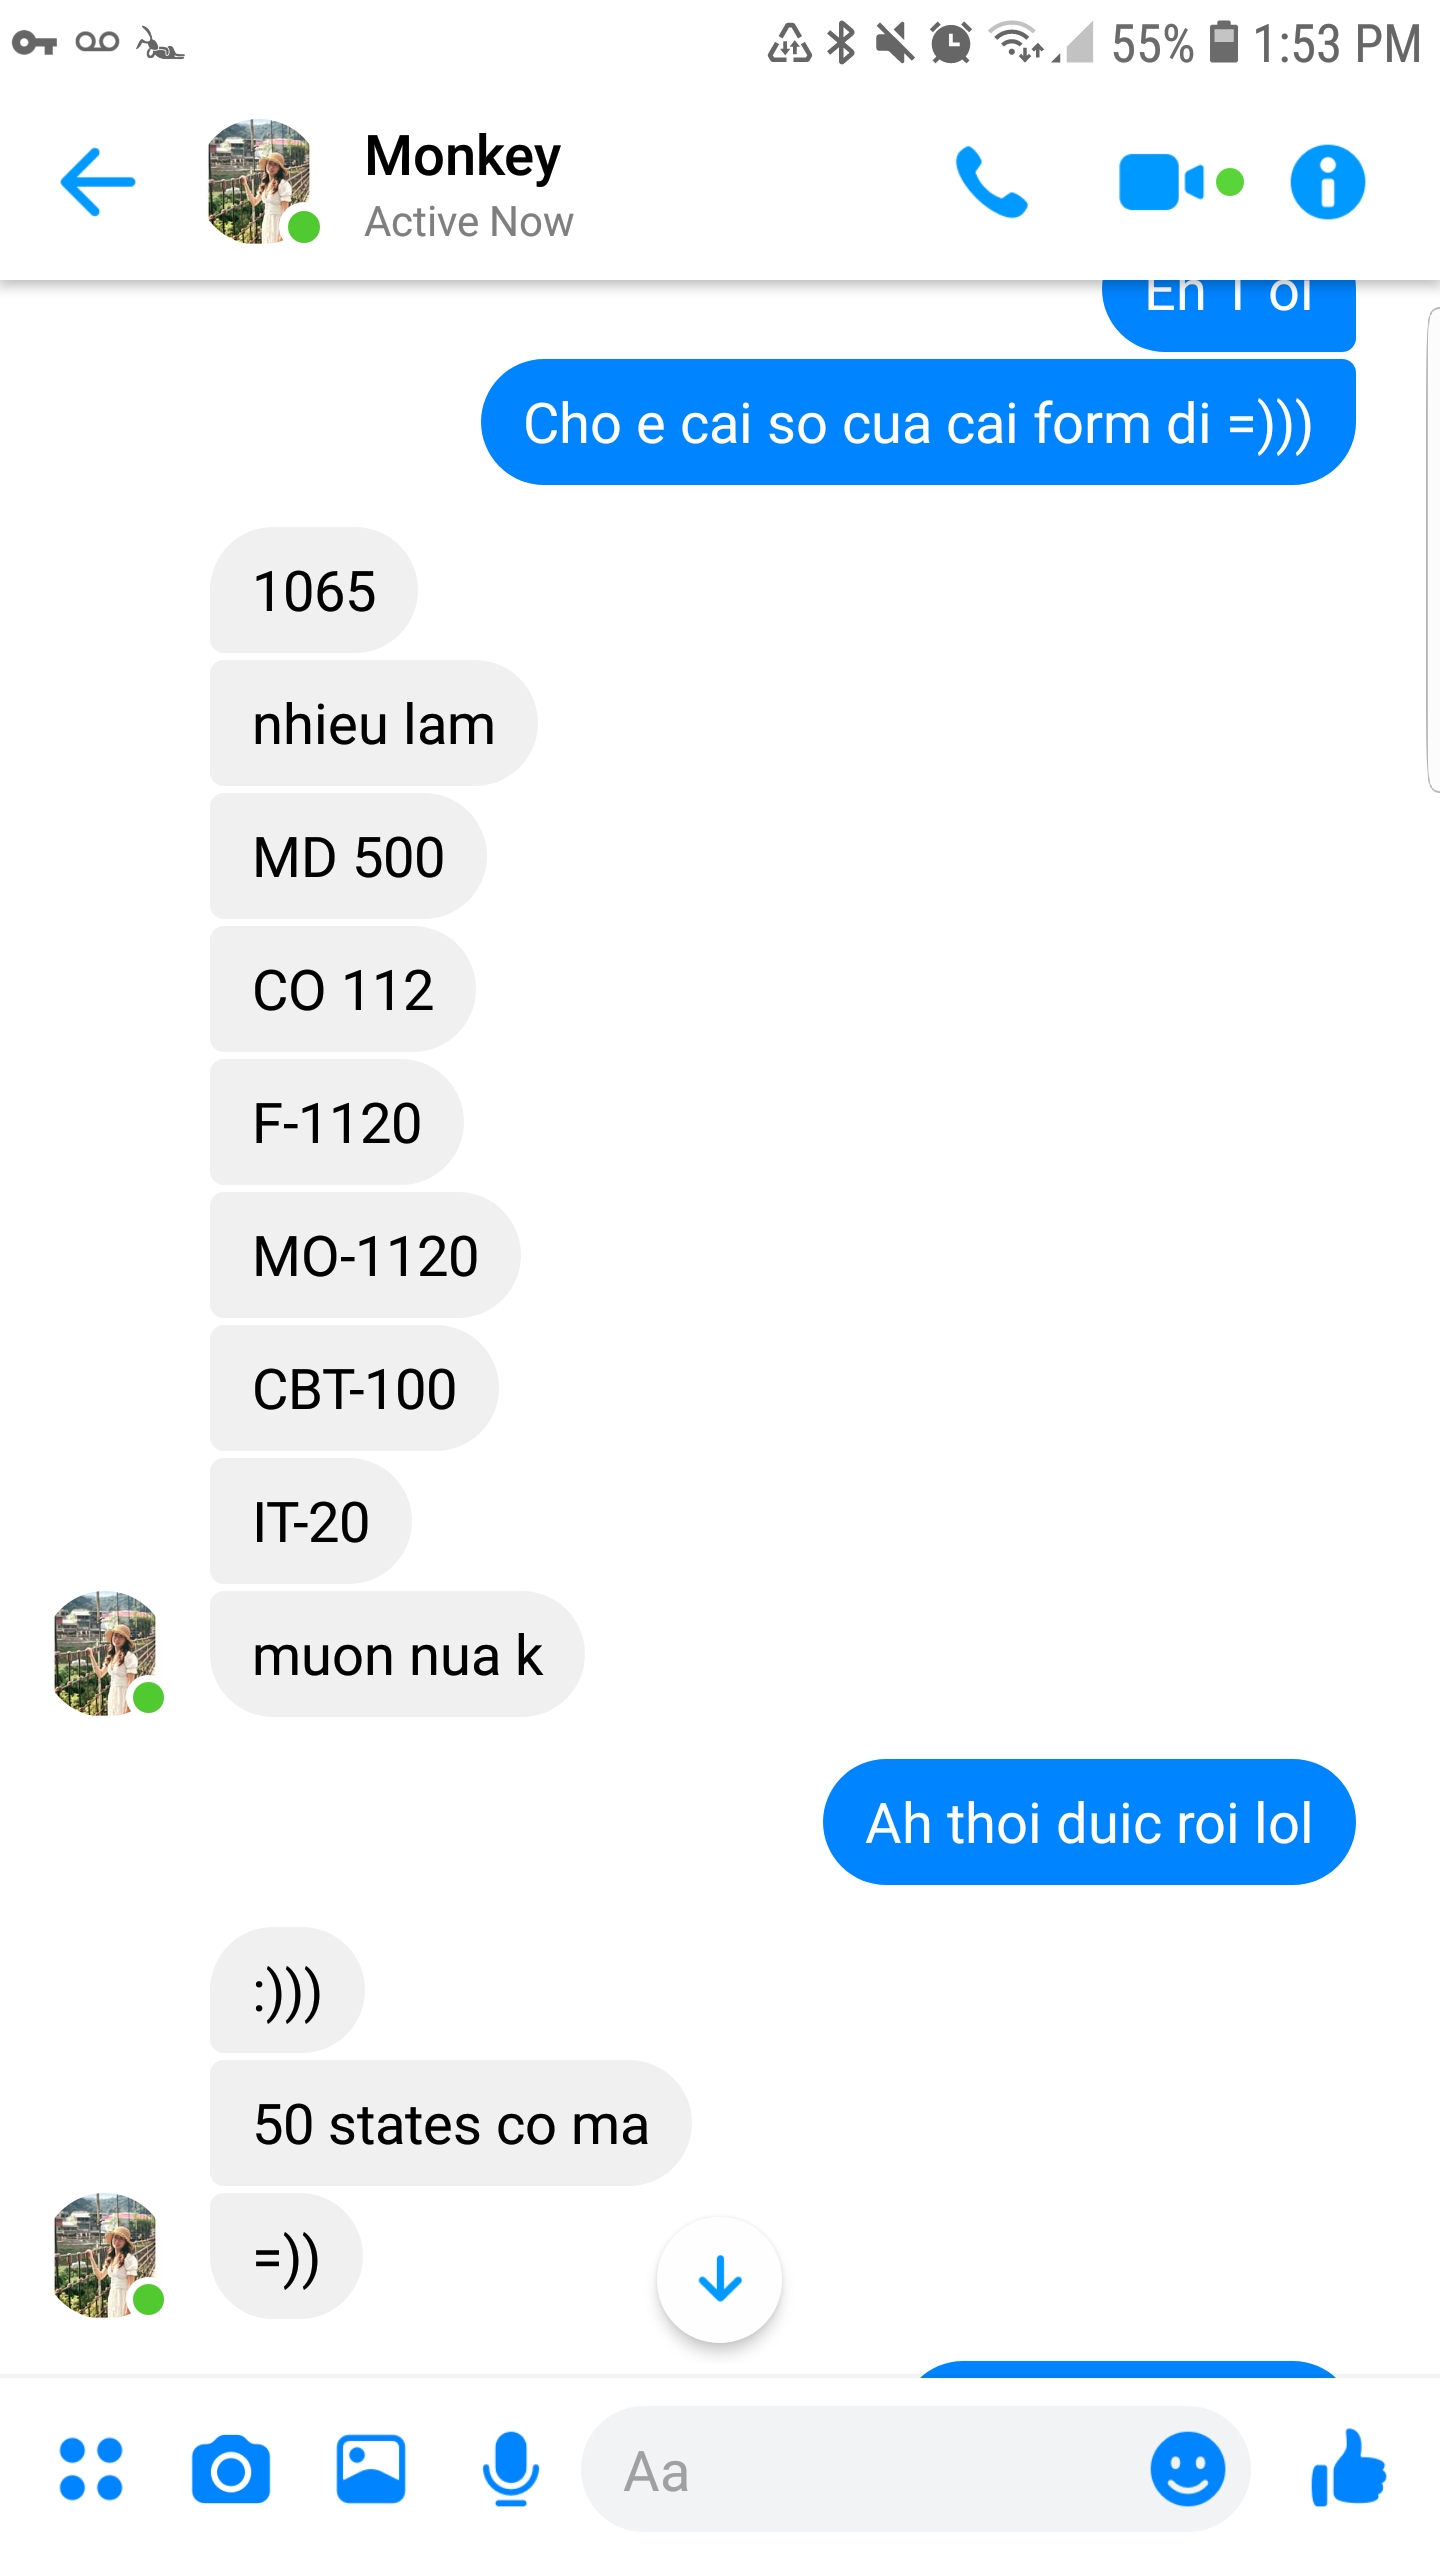 55% 1:53 PM
Monkey
Active Now
Eh T oi
Cho e cai so cua cai form di =)))
1065
nhieu lam
MD 500
CO 112
F-1120
MO-1120
CBT-100
IT-20
muon nua k
Ah thoi duic roi lol
:)))
50 states co ma
=))
Aa